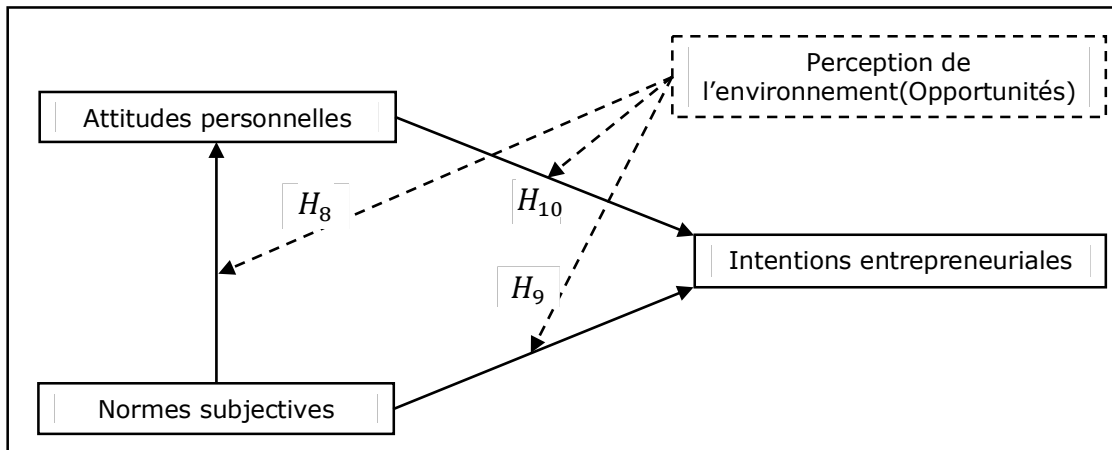 Perception de
l'environnement(Opportunités)
Attitudes personnelles
H₈
H₁₀
Intentions entrepreneuriales
H₉
Normes subjectives